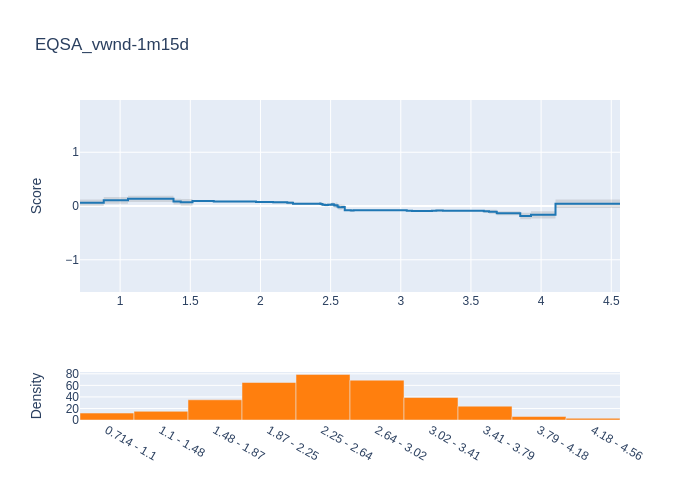 EQSA_vwnd-1m15d
Score
1
0
−1
1
1.5
2
2.5
3
3.5
4
4.5
Density
80
60
40
20
0
0.714 - 1.1
1.1 - 1.48
1.48 - 1.87
1.87 - 2.25
2.25 - 2.64
2.64 - 3.02
3.02 - 3.41
3.41 - 3.79
3.79 - 4.18
4.18 - 4.56